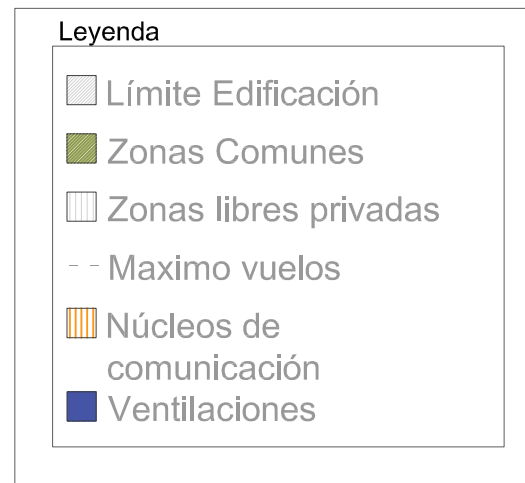 Leyenda
Límite Edificación
Zonas Comunes
Zonas libres privadas
Maximo vuelos
Núcleos de
comunicación
Ventilaciones